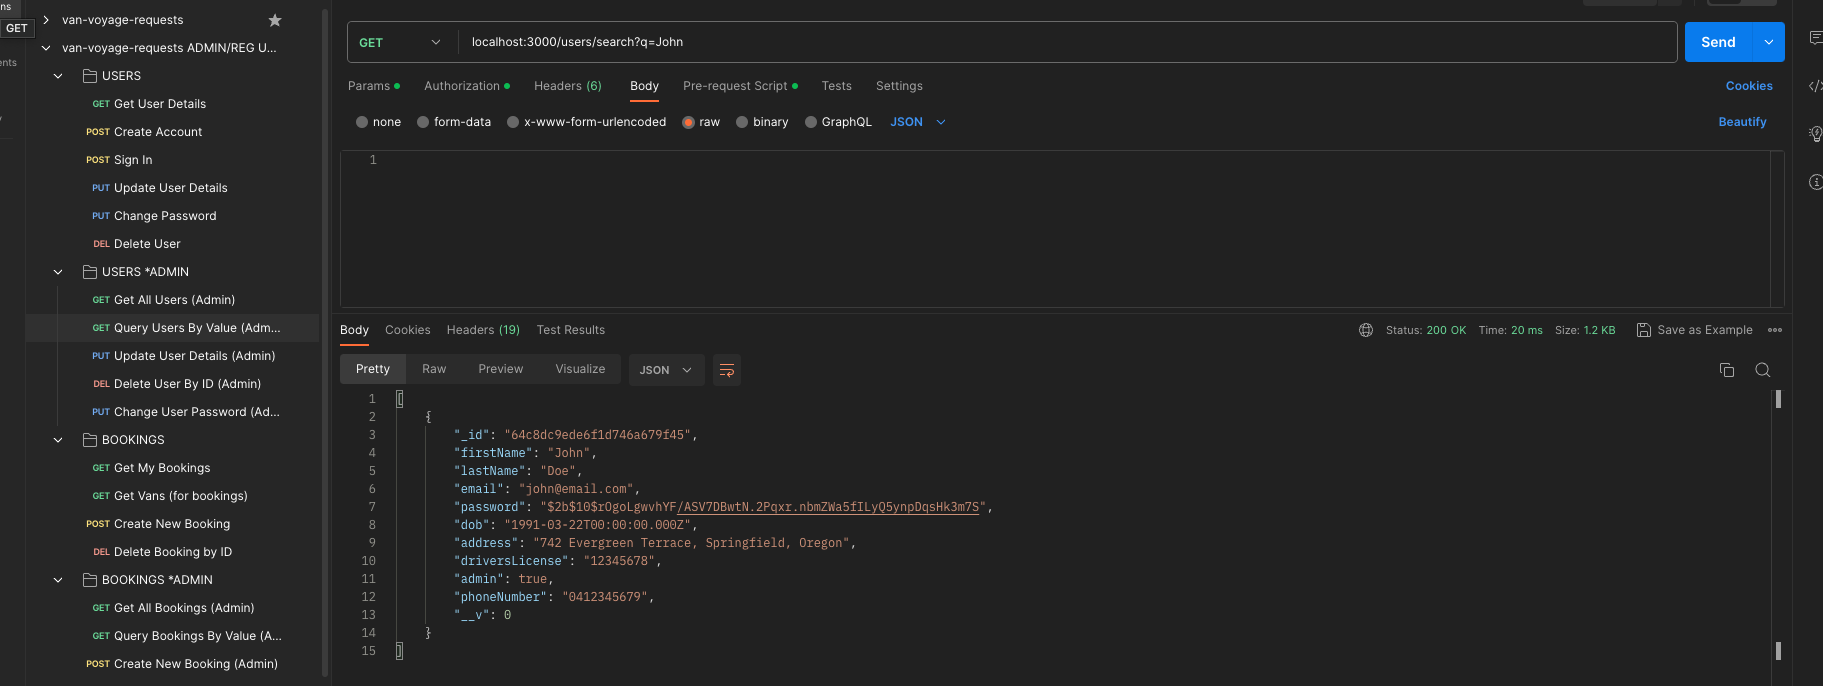 ns
GET
ents
van-voyage-requests
van-voyage-requests ADMIN/REG U...
USERS
GET Get User Details
POST Create Account
POST Sign In
PUT Update User Details
PUT Change Password
DEL Delete User
USERS *ADMIN
GET Get All Users (Admin)
GET Query Users By Value (Adm...
PUT Update User Details (Admin)
DEL Delete User By ID (Admin)
PUT Change User Password (Ad...
BOOKINGS
GET Get My Bookings
GET Get Vans (for bookings)
POST Create New Booking
DEL Delete Booking by ID
BOOKINGS *ADMIN
GET Get All Bookings (Admin)
GET Query Bookings By Value (A...
POST Create New Booking (Admin)
GET localhost:3000/users/search?q=John Send
Params Authorization Headers (6) Body Pre-request Script Tests Settings Cookies
none form-data x-www-form-urlencoded raw binary GraphQL JSON Beautify
1
Body Cookies Headers (19) Test Results Status: 200 OK Time: 20 ms Size: 1.2 KB Save as Example
Pretty Raw Preview Visualize JSON
1 [
2 {
3 "_id": "64c8dc9ede6f1d746a679f45",
4 "firstName": "John",
5 "lastName": "Doe",
6 "email": "john@email.com",
7 "password": "$2b$10$rOgoLgwvhYF/ASV7DBwtN.2Pqxr.nbmZWa5fILyQ5ynpDqsHk3m7S",
8 "dob": "1991-03-22T00:00:00.000Z",
9 "address": "742 Evergreen Terrace, Springfield, Oregon",
10 "driversLicense": "12345678",
11 "admin": true,
12 "phoneNumber": "0412345679",
13 "__v": 0
14 }
15 ]